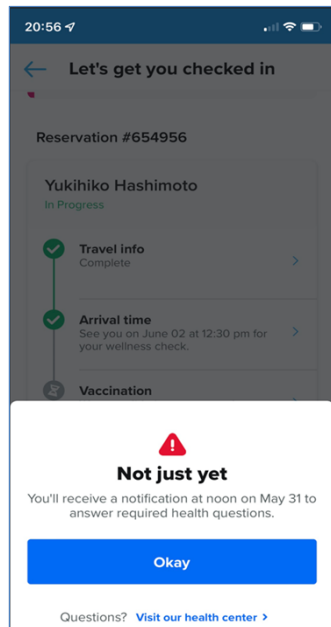 20:56
Let's get you checked in
Reservation #654956
Yukihiko Hashimoto
In Progress
Travel info
Complete
Arrival time
See you on June 02 at 12:30 pm for
your wellness check.
Vaccination
Not just yet
You'll receive a notification at noon on May 31 to
answer required health questions.
Okay
Questions? Visit our health center >